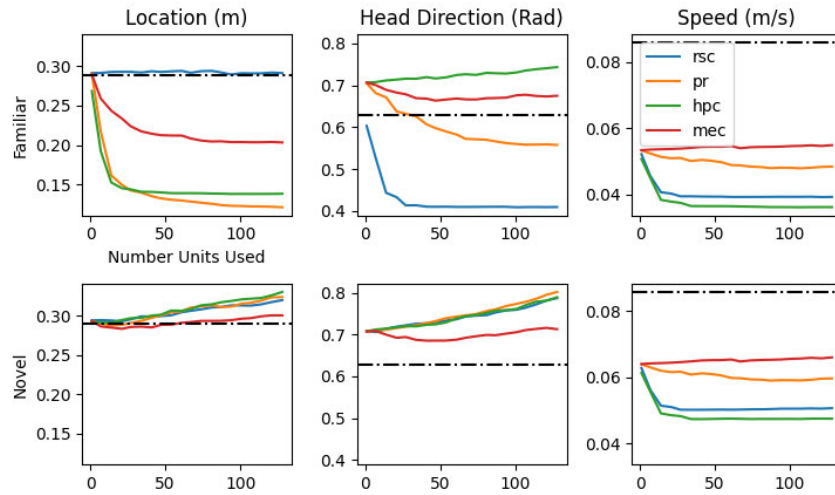 Location (m) Head Direction (Rad) Speed (m/s)
Familiar
0.30
0.25
0.20
0.15
0 50 100
Number Units Used
0.8
0.7
0.6
0.5
0.4
0 50 100
0.08
0.06
0.04
0 50 100
rsc
pr
hpc
mec
Novel
0.30
0.25
0.20
0.15
0 50 100
0.8
0.7
0.6
0.5
0.4
0 50 100
0.08
0.06
0.04
0 50 100